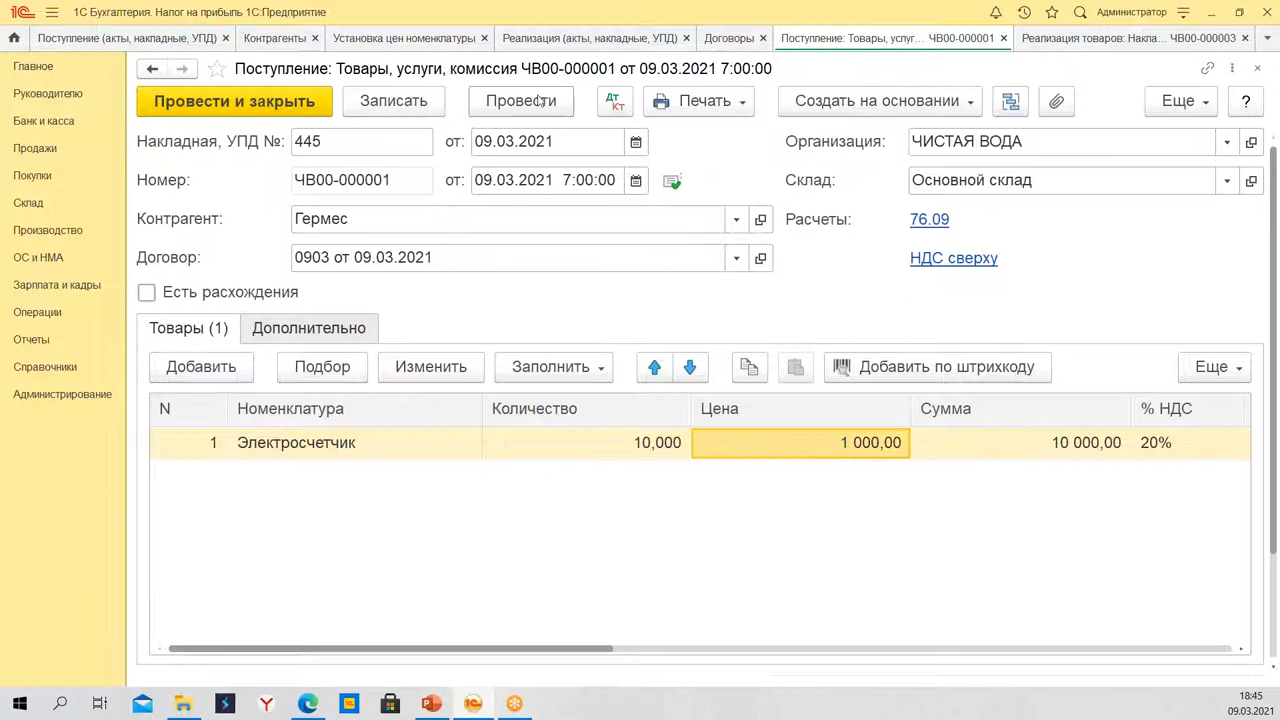 1С Бухгалтерия. Налог на прибыль 1С:Предприятие
Администратор
Поступление (акты, накладные, УПД) ×
Контрагенты ×
Установка цен номенклатуры ×
Реализация (акты, накладные, УПД) ×
Договоры ×
Поступление: Товары, услуг... ЧВ00-000001 ×
Реализация товаров: Накла... ЧВ00-000003 ×
Главное
Руководителю
Банк и касса
Продажи
Покупки
Склад
Производство
ОС и НМА
Зарплата и кадры
Операции
Отчеты
Справочники
Администрирование
Поступление: Товары, услуги, комиссия ЧВ00-000001 от 09.03.2021 7:00:00
Провести и закрыть
Записать
Провести
Дт Кт
Печать
Создать на основании
Еще
?
Накладная, УПД №: 445 от: 09.03.2021
Организация: ЧИСТАЯ ВОДА
Номер: ЧВ00-000001 от: 09.03.2021 7:00:00
Склад: Основной склад
Контрагент: Гермес
Расчеты: 76.09
Договор: 0903 от 09.03.2021
НДС сверху
Есть расхождения
Товары (1)
Дополнительно
Добавить
Подбор
Изменить
Заполнить
Добавить по штрихкоду
Еще
N Номенклатура Количество Цена Сумма % НДС
1 Электросчетчик 10,000 1 000,00 10 000,00 20%
18:45
09.03.2021